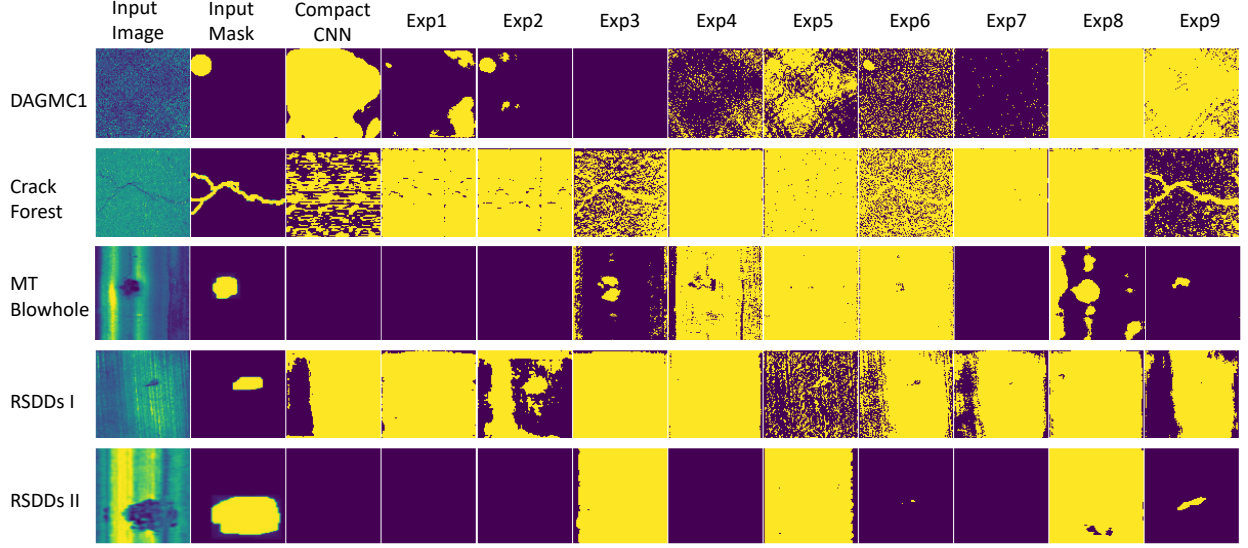 Input Image
Input Mask
Compact CNN
Exp1
Exp2
Exp3
Exp4
Exp5
Exp6
Exp7
Exp8
Exp9
DAGMC1
Crack
Forest
MT
Blowhole
RSDDs I
RSDDs II